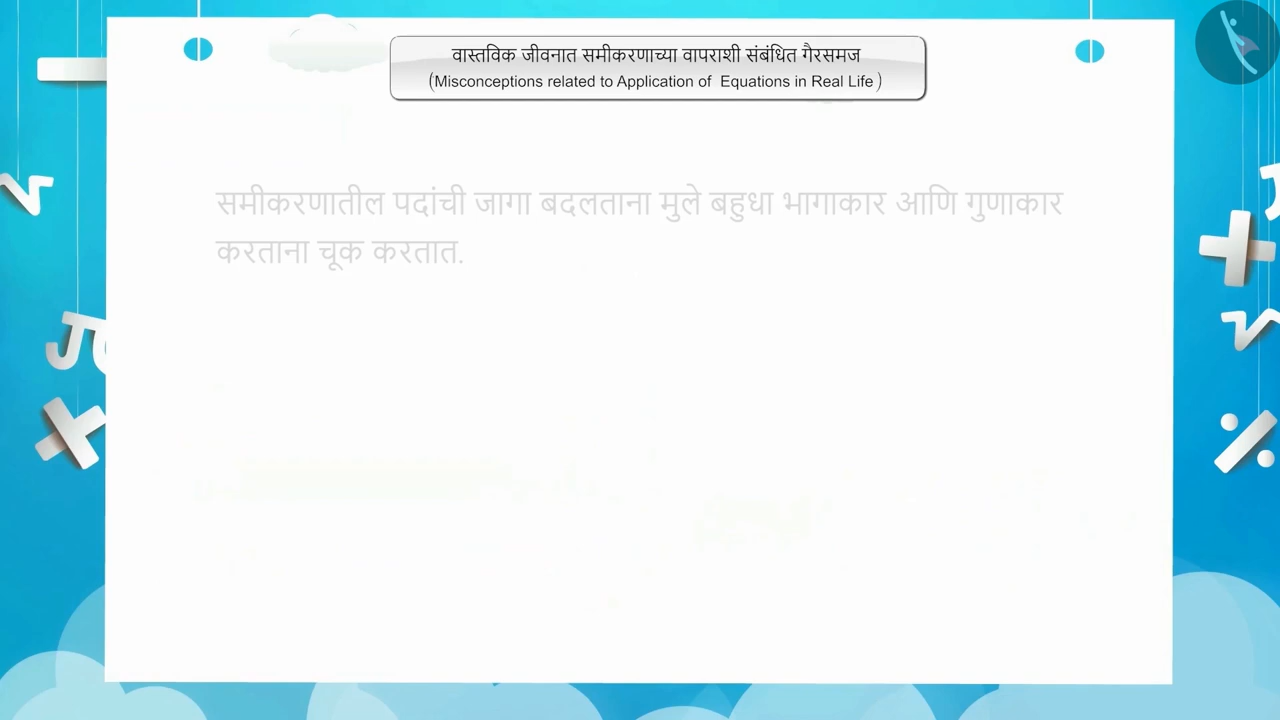 वास्तविक जीवनात समीकरणाच्या वापराशी संबंधित गैरसमज
(Misconceptions related to Application of Equations in Real Life )
समीकरणातील पदांची जागा बदलताना मुले बहुधा भागाकार आणि गुणाकार
करताना चूक करतात.